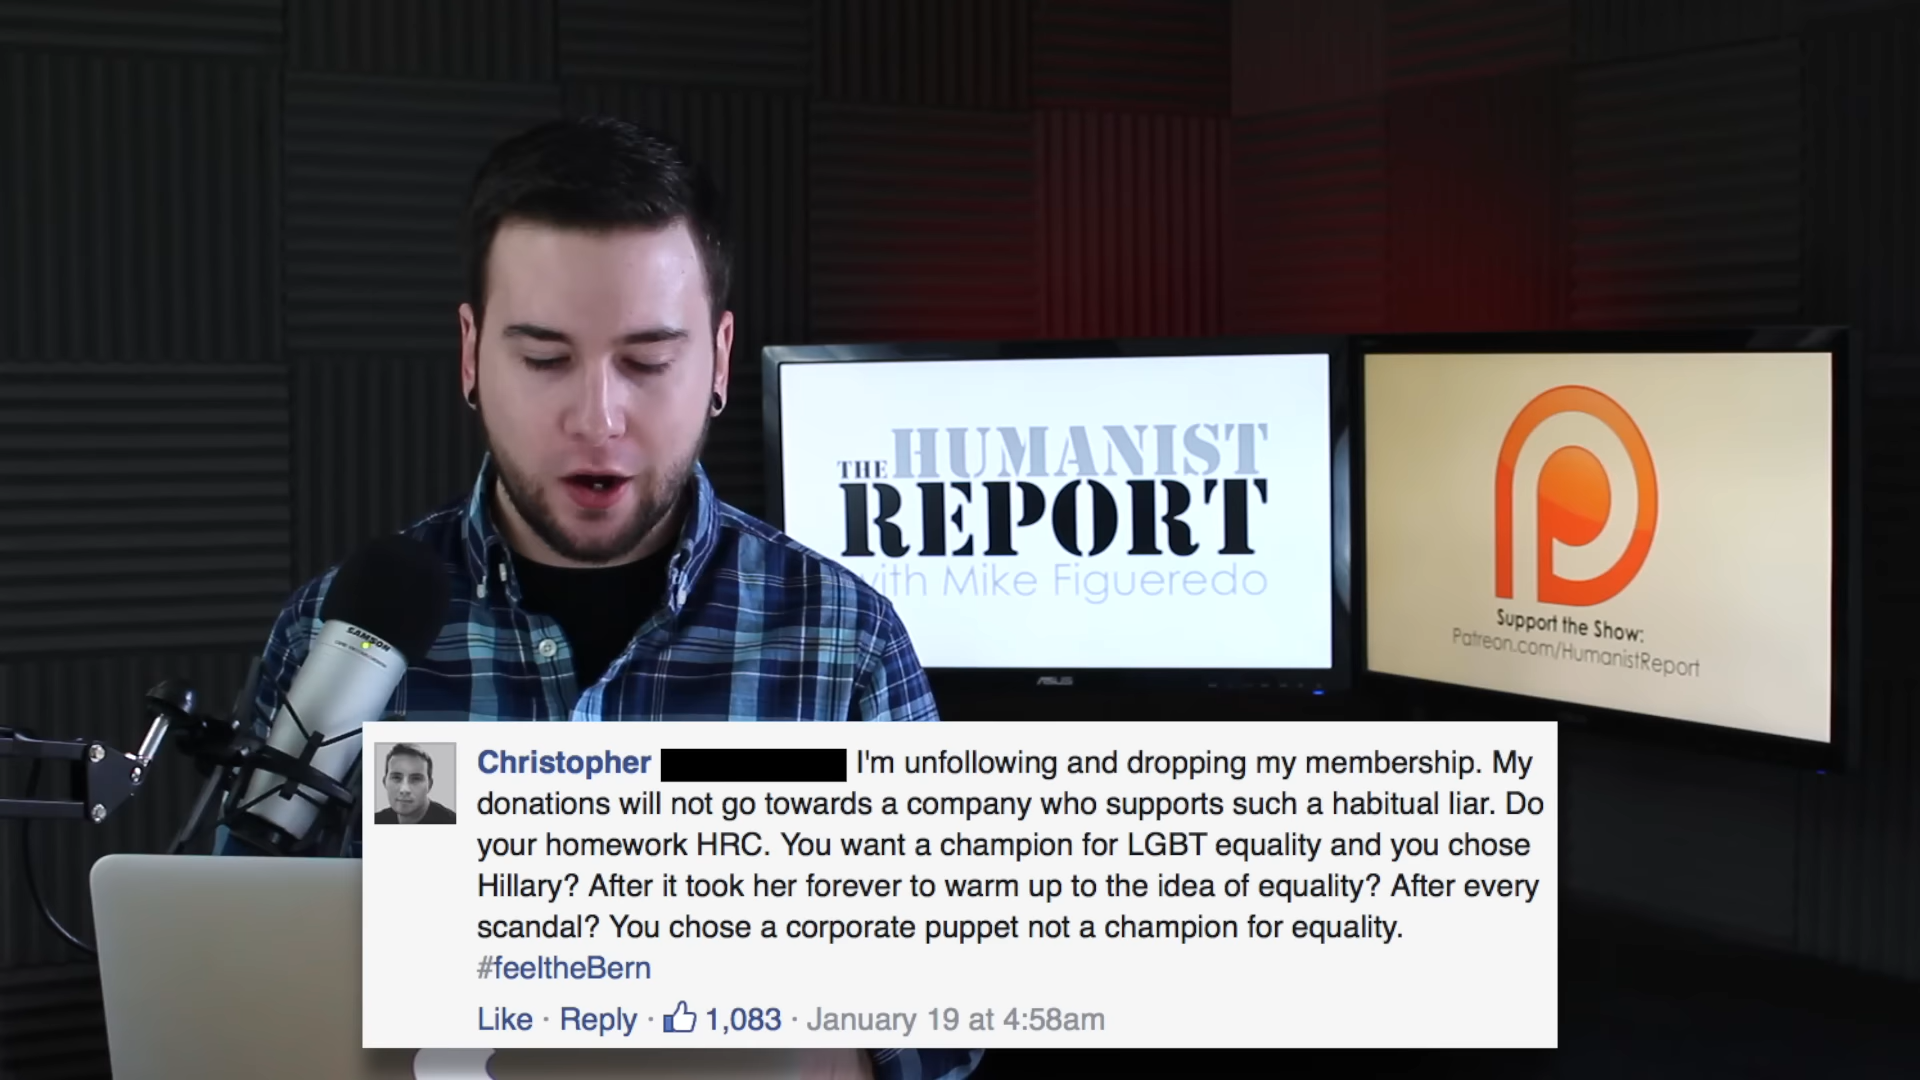 THE HUMANIST
REPORT
with Mike Figueredo
ASUS
Support the Show:
Patreon.com/HumanistReport
SAMSON
Christopher I'm unfollowing and dropping my membership. My
donations will not go towards a company who supports such a habitual liar. Do
your homework HRC. You want a champion for LGBT equality and you chose
Hillary? After it took her forever to warm up to the idea of equality? After every
scandal? You chose a corporate puppet not a champion for equality.
#feeltheBern
Like · Reply · 1,083 · January 19 at 4:58am